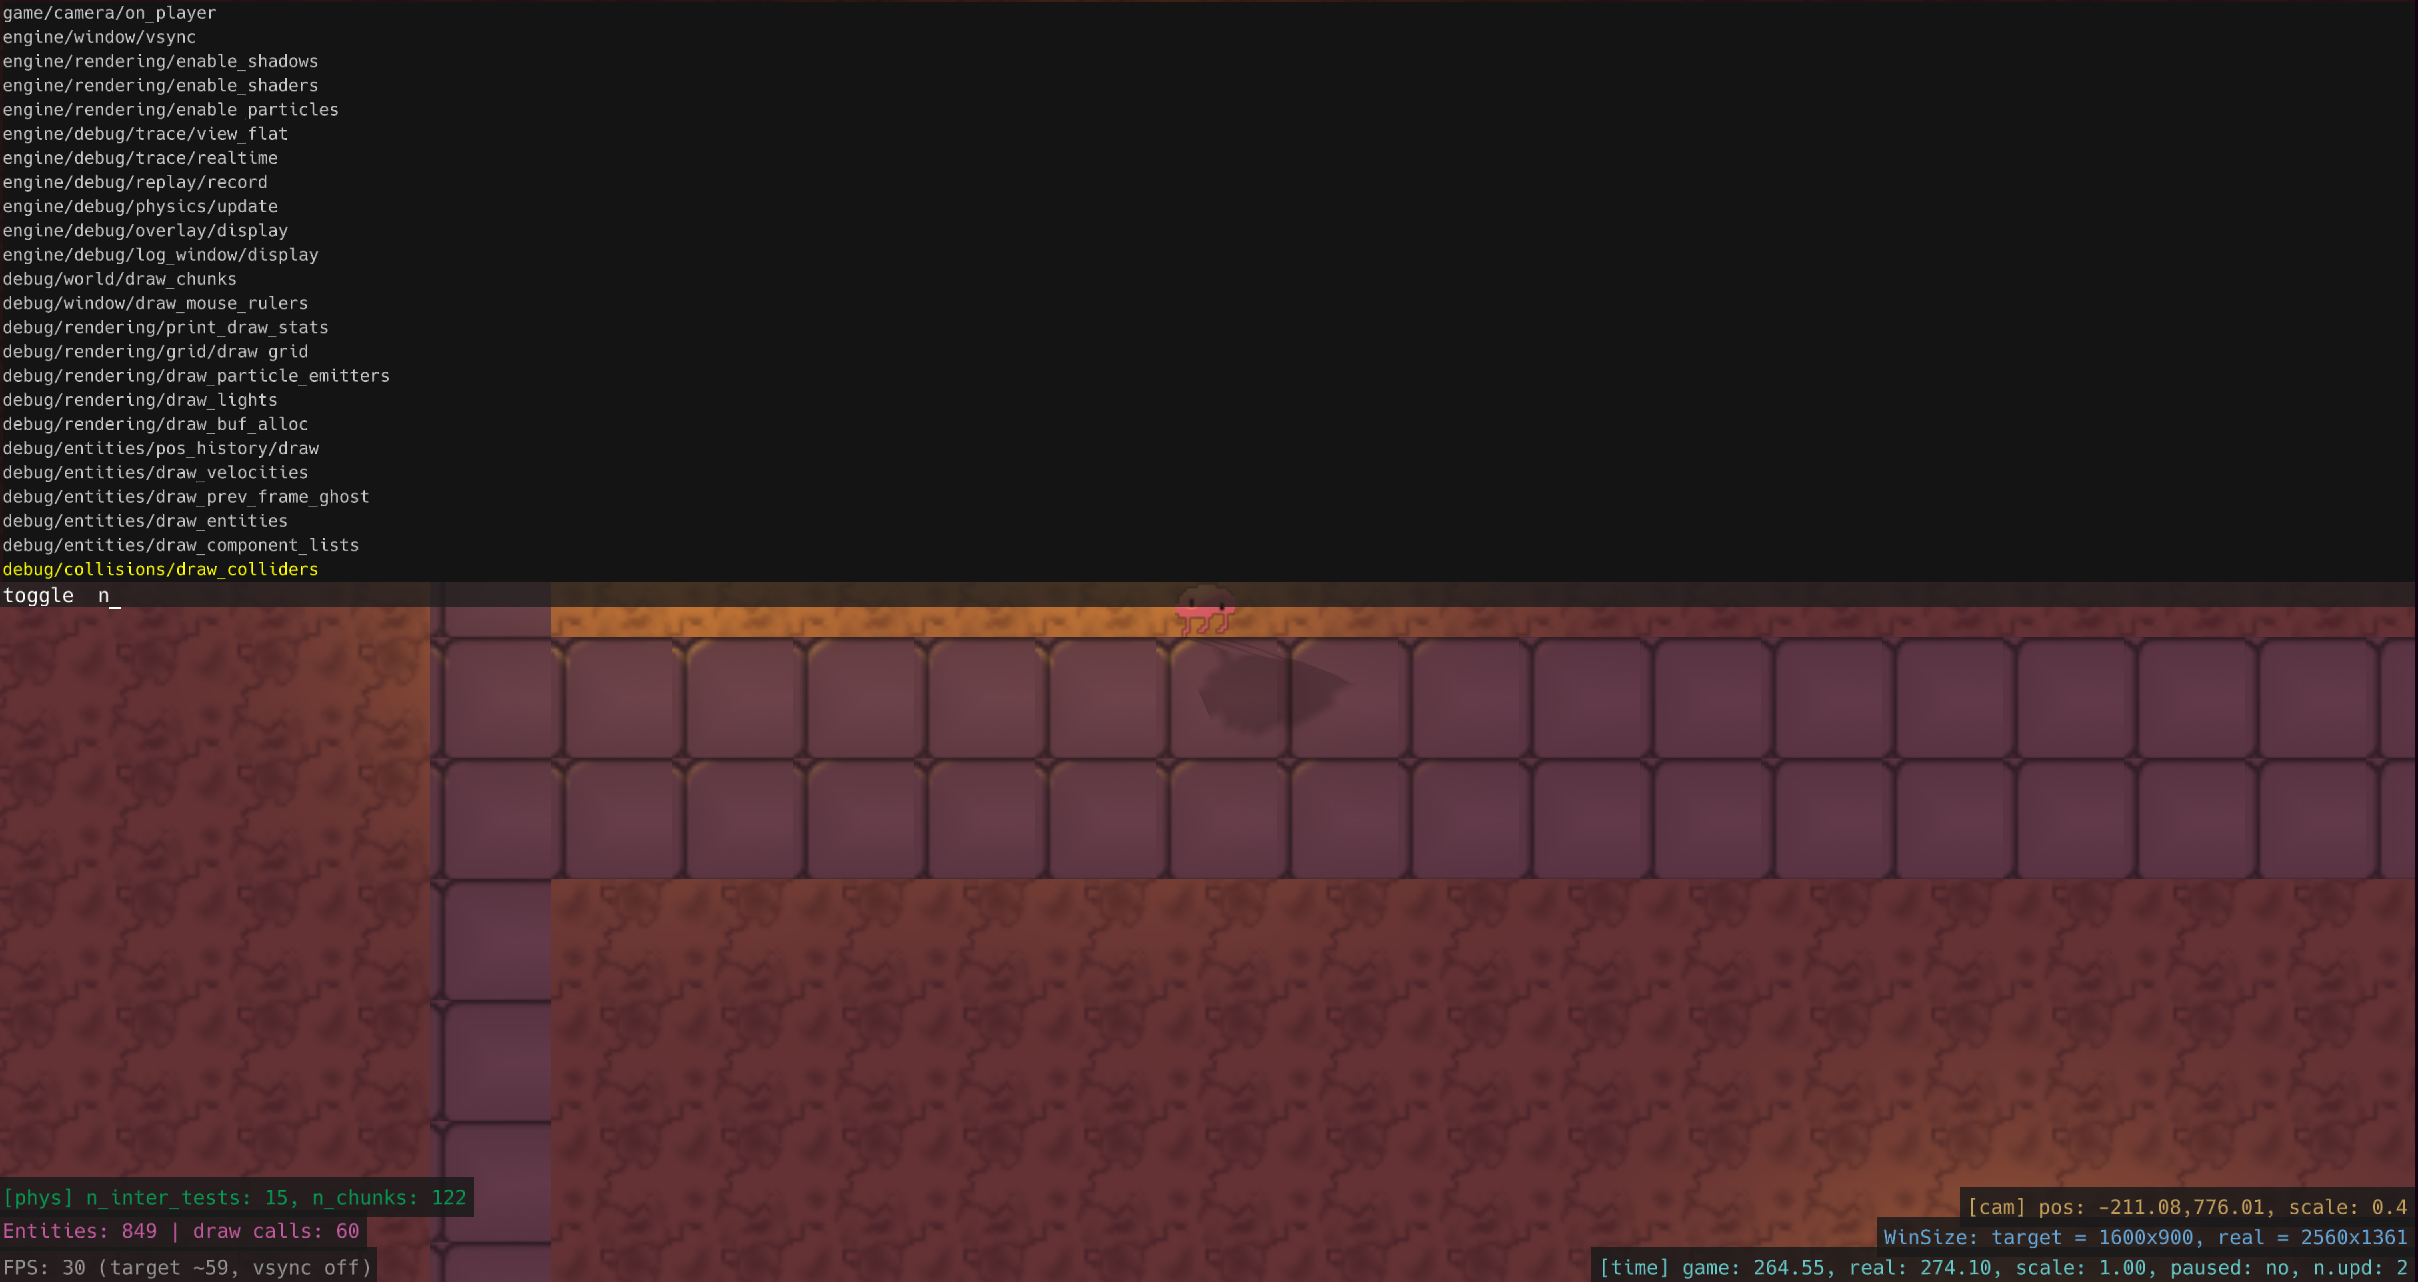 game/camera/on_player
engine/window/vsync
engine/rendering/enable_shadows
engine/rendering/enable_shaders
engine/rendering/enable particles
engine/debug/trace/view_flat
engine/debug/trace/realtime
engine/debug/replay/record
engine/debug/physics/update
engine/debug/overlay/display
engine/debug/log_window/display
debug/world/draw_chunks
debug/window/draw_mouse_rulers
debug/rendering/print_draw_stats
debug/rendering/grid/draw grid
debug/rendering/draw_particle_emitters
debug/rendering/draw_lights
debug/rendering/draw_buf_alloc
debug/entities/pos_history/draw
debug/entities/draw_velocities
debug/entities/draw_prev_frame_ghost
debug/entities/draw_entities
debug/entities/draw_component_lists
debug/collisions/draw_colliders
toggle  n_
[phys] n_inter_tests: 15, n_chunks: 122
Entities: 849 | draw calls: 60
FPS: 30 (target ~59, vsync off)
[cam] pos: -211.08,776.01, scale: 0.4
WinSize: target = 1600x900, real = 2560x1361
[time] game: 264.55, real: 274.10, scale: 1.00, paused: no, n.upd: 2